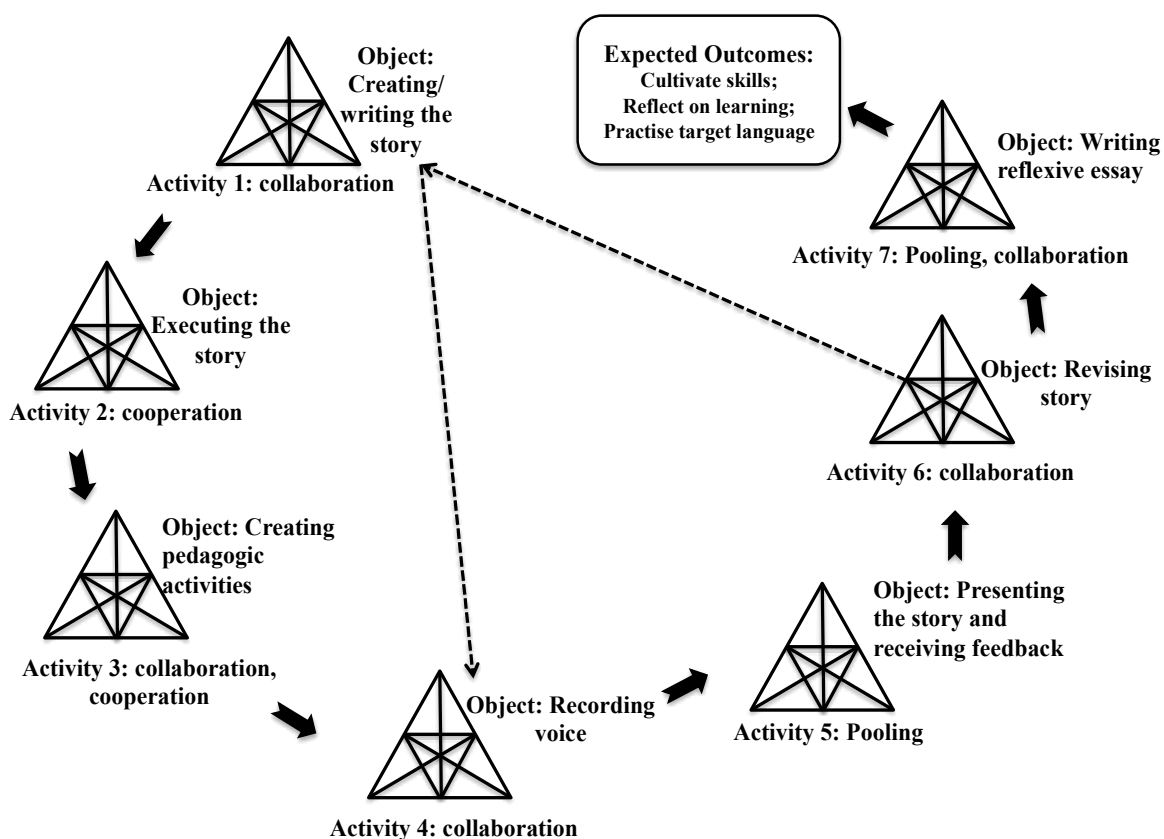 Object:
Creating/
writing the
story
Activity 1: collaboration
Object:
Executing the
story
Activity 2: cooperation
Object: Creating
pedagogic
activities
Activity 3: collaboration,
cooperation
Object: Recording
voice
Activity 4: collaboration
Object: Presenting
the story and
receiving feedback
Activity 5: Pooling
Object: Revising
story
Activity 6: collaboration
Object: Writing
reflexive essay
Activity 7: Pooling, collaboration
Expected Outcomes:
Cultivate skills;
Reflect on learning;
Practise target language